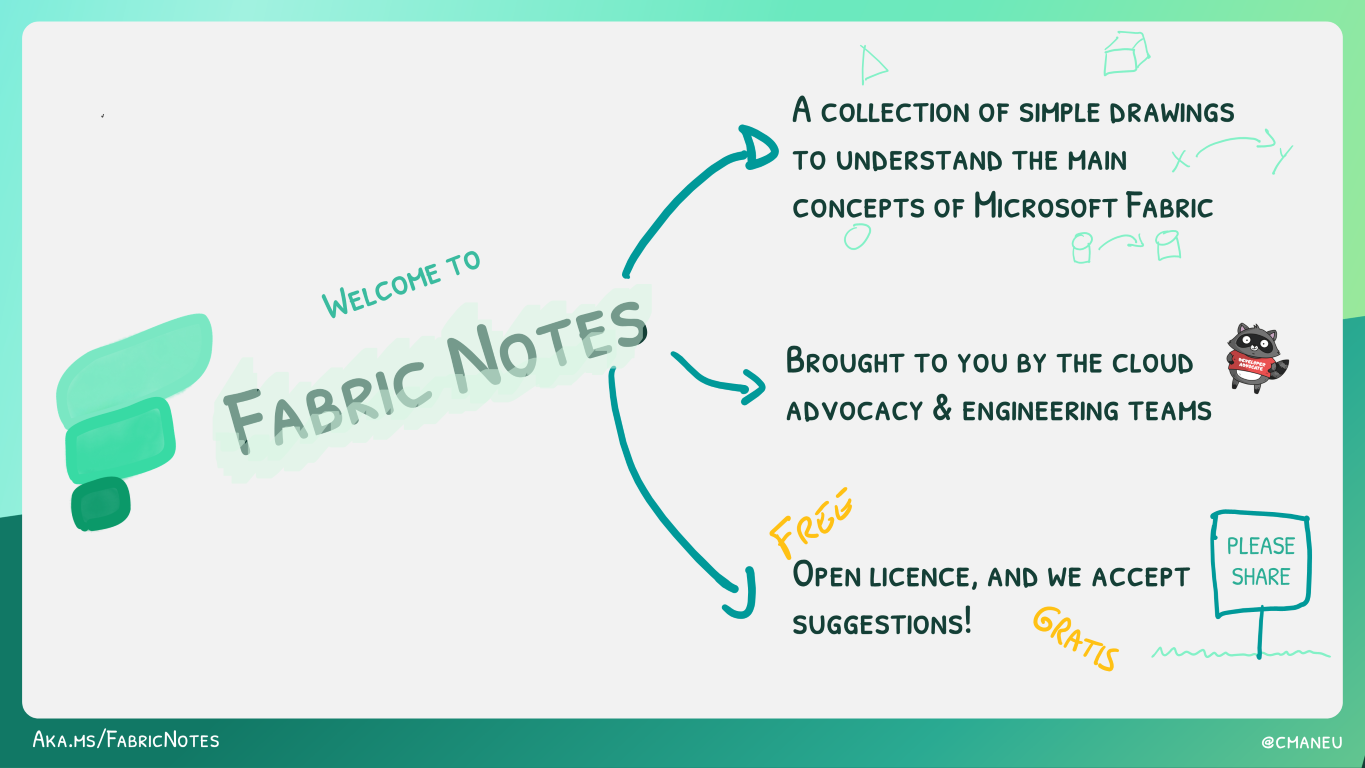 Welcome to
Fabric Notes
A collection of simple drawings
to understand the main
concepts of Microsoft Fabric
x y
Brought to you by the cloud
advocacy & engineering teams
DEVELOPER
ADVOCATE
Free
Open licence, and we accept
suggestions!
Gratis
PLEASE
SHARE
Aka.ms/FabricNotes
@cmaneu